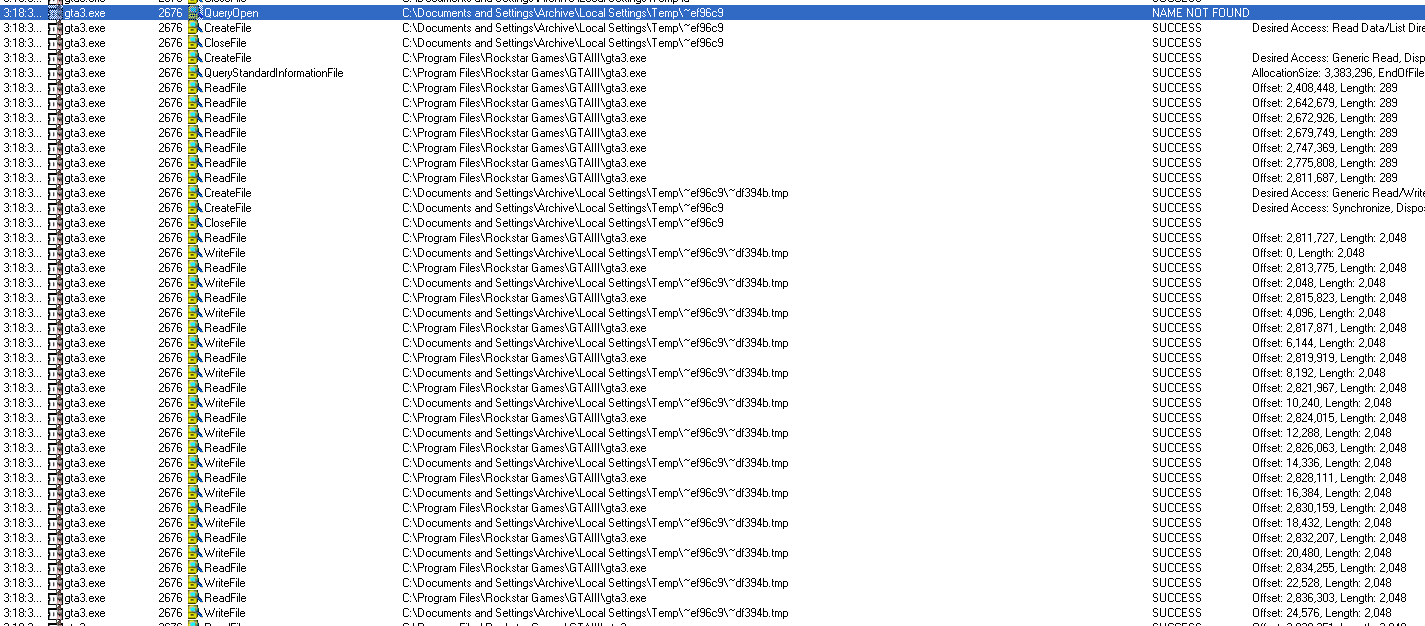 3:18:3... gta3.exe 2676 QueryOpen C:\Documents and Settings\Archive\Local Settings\Temp\~ef96c9 NAME NOT FOUND
3:18:3... gta3.exe 2676 CreateFile C:\Documents and Settings\Archive\Local Settings\Temp\~ef96c9 SUCCESS Desired Access: Read Data/List Dire
3:18:3... gta3.exe 2676 CloseFile C:\Documents and Settings\Archive\Local Settings\Temp\~ef96c9 SUCCESS
3:18:3... gta3.exe 2676 CreateFile C:\Program Files\Rockstar Games\GTAIII\gta3.exe SUCCESS Desired Access: Generic Read, Disp
3:18:3... gta3.exe 2676 QueryStandardInformationFile C:\Program Files\Rockstar Games\GTAIII\gta3.exe SUCCESS AllocationSize: 3,383,296, EndOfFile
3:18:3... gta3.exe 2676 ReadFile C:\Program Files\Rockstar Games\GTAIII\gta3.exe SUCCESS Offset: 2,408,448, Length: 289
3:18:3... gta3.exe 2676 ReadFile C:\Program Files\Rockstar Games\GTAIII\gta3.exe SUCCESS Offset: 2,642,679, Length: 289
3:18:3... gta3.exe 2676 ReadFile C:\Program Files\Rockstar Games\GTAIII\gta3.exe SUCCESS Offset: 2,672,926, Length: 289
3:18:3... gta3.exe 2676 ReadFile C:\Program Files\Rockstar Games\GTAIII\gta3.exe SUCCESS Offset: 2,679,749, Length: 289
3:18:3... gta3.exe 2676 ReadFile C:\Program Files\Rockstar Games\GTAIII\gta3.exe SUCCESS Offset: 2,747,369, Length: 289
3:18:3... gta3.exe 2676 ReadFile C:\Program Files\Rockstar Games\GTAIII\gta3.exe SUCCESS Offset: 2,775,808, Length: 289
3:18:3... gta3.exe 2676 ReadFile C:\Program Files\Rockstar Games\GTAIII\gta3.exe SUCCESS Offset: 2,811,687, Length: 289
3:18:3... gta3.exe 2676 CreateFile C:\Documents and Settings\Archive\Local Settings\Temp\~ef96c9\~df394b.tmp SUCCESS Desired Access: Generic Read/Write
3:18:3... gta3.exe 2676 CreateFile C:\Documents and Settings\Archive\Local Settings\Temp\~ef96c9 SUCCESS Desired Access: Synchronize, Dispo
3:18:3... gta3.exe 2676 CloseFile C:\Documents and Settings\Archive\Local Settings\Temp\~ef96c9 SUCCESS
3:18:3... gta3.exe 2676 ReadFile C:\Program Files\Rockstar Games\GTAIII\gta3.exe SUCCESS Offset: 2,811,727, Length: 2,048
3:18:3... gta3.exe 2676 WriteFile C:\Documents and Settings\Archive\Local Settings\Temp\~ef96c9\~df394b.tmp SUCCESS Offset: 0, Length: 2,048
3:18:3... gta3.exe 2676 ReadFile C:\Program Files\Rockstar Games\GTAIII\gta3.exe SUCCESS Offset: 2,813,775, Length: 2,048
3:18:3... gta3.exe 2676 WriteFile C:\Documents and Settings\Archive\Local Settings\Temp\~ef96c9\~df394b.tmp SUCCESS Offset: 2,048, Length: 2,048
3:18:3... gta3.exe 2676 ReadFile C:\Program Files\Rockstar Games\GTAIII\gta3.exe SUCCESS Offset: 2,815,823, Length: 2,048
3:18:3... gta3.exe 2676 WriteFile C:\Documents and Settings\Archive\Local Settings\Temp\~ef96c9\~df394b.tmp SUCCESS Offset: 4,096, Length: 2,048
3:18:3... gta3.exe 2676 ReadFile C:\Program Files\Rockstar Games\GTAIII\gta3.exe SUCCESS Offset: 2,817,871, Length: 2,048
3:18:3... gta3.exe 2676 WriteFile C:\Documents and Settings\Archive\Local Settings\Temp\~ef96c9\~df394b.tmp SUCCESS Offset: 6,144, Length: 2,048
3:18:3... gta3.exe 2676 ReadFile C:\Program Files\Rockstar Games\GTAIII\gta3.exe SUCCESS Offset: 2,819,919, Length: 2,048
3:18:3... gta3.exe 2676 WriteFile C:\Documents and Settings\Archive\Local Settings\Temp\~ef96c9\~df394b.tmp SUCCESS Offset: 8,192, Length: 2,048
3:18:3... gta3.exe 2676 ReadFile C:\Program Files\Rockstar Games\GTAIII\gta3.exe SUCCESS Offset: 2,821,967, Length: 2,048
3:18:3... gta3.exe 2676 WriteFile C:\Documents and Settings\Archive\Local Settings\Temp\~ef96c9\~df394b.tmp SUCCESS Offset: 10,240, Length: 2,048
3:18:3... gta3.exe 2676 ReadFile C:\Program Files\Rockstar Games\GTAIII\gta3.exe SUCCESS Offset: 2,824,015, Length: 2,048
3:18:3... gta3.exe 2676 WriteFile C:\Documents and Settings\Archive\Local Settings\Temp\~ef96c9\~df394b.tmp SUCCESS Offset: 12,288, Length: 2,048
3:18:3... gta3.exe 2676 ReadFile C:\Program Files\Rockstar Games\GTAIII\gta3.exe SUCCESS Offset: 2,826,063, Length: 2,048
3:18:3... gta3.exe 2676 WriteFile C:\Documents and Settings\Archive\Local Settings\Temp\~ef96c9\~df394b.tmp SUCCESS Offset: 14,336, Length: 2,048
3:18:3... gta3.exe 2676 ReadFile C:\Program Files\Rockstar Games\GTAIII\gta3.exe SUCCESS Offset: 2,828,111, Length: 2,048
3:18:3... gta3.exe 2676 WriteFile C:\Documents and Settings\Archive\Local Settings\Temp\~ef96c9\~df394b.tmp SUCCESS Offset: 16,384, Length: 2,048
3:18:3... gta3.exe 2676 ReadFile C:\Program Files\Rockstar Games\GTAIII\gta3.exe SUCCESS Offset: 2,830,159, Length: 2,048
3:18:3... gta3.exe 2676 WriteFile C:\Documents and Settings\Archive\Local Settings\Temp\~ef96c9\~df394b.tmp SUCCESS Offset: 18,432, Length: 2,048
3:18:3... gta3.exe 2676 ReadFile C:\Program Files\Rockstar Games\GTAIII\gta3.exe SUCCESS Offset: 2,832,207, Length: 2,048
3:18:3... gta3.exe 2676 WriteFile C:\Documents and Settings\Archive\Local Settings\Temp\~ef96c9\~df394b.tmp SUCCESS Offset: 20,480, Length: 2,048
3:18:3... gta3.exe 2676 ReadFile C:\Program Files\Rockstar Games\GTAIII\gta3.exe SUCCESS Offset: 2,834,255, Length: 2,048
3:18:3... gta3.exe 2676 WriteFile C:\Documents and Settings\Archive\Local Settings\Temp\~ef96c9\~df394b.tmp SUCCESS Offset: 22,528, Length: 2,048
3:18:3... gta3.exe 2676 ReadFile C:\Program Files\Rockstar Games\GTAIII\gta3.exe SUCCESS Offset: 2,836,303, Length: 2,048
3:18:3... gta3.exe 2676 WriteFile C:\Documents and Settings\Archive\Local Settings\Temp\~ef96c9\~df394b.tmp SUCCESS Offset: 24,576, Length: 2,048